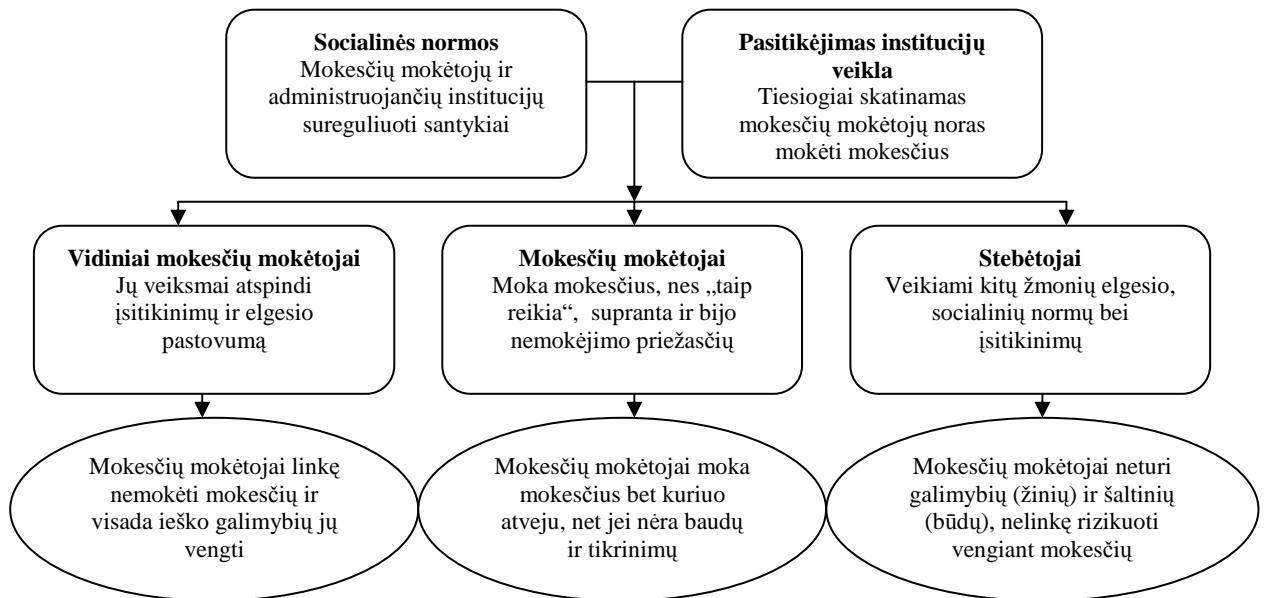 Socialinės normos
Mokesčių mokėtojų ir
administruojančių institucijų
sureguliuoti santykiai
Pasitikėjimas institucijų
veikla
Tiesiogiai skatinamas
mokesčių mokėtojų noras
mokėti mokesčius
Vidiniai mokesčių mokėtojai
Jų veiksmai atspindi
įsitikinimų ir elgesio
pastovumą
Mokesčių mokėtojai
Moka mokesčius, nes „taip
reikia“, supranta ir bijo
nemokėjimo priežasčių
Stebėtojai
Veikiami kitų žmonių elgesio,
socialinių normų bei
įsitikinimų
Mokesčių mokėtojai linkę
nemokėti mokesčių ir
visada ieško galimybių jų
vengti
Mokesčių mokėtojai moka
mokesčius bet kuriuo
atveju, net jei nėra baudų
ir tikrinimų
Mokesčių mokėtojai neturi
galimybių (žinių) ir šaltinių
(būdų), nelinkę rizikuoti
vengiant mokesčių